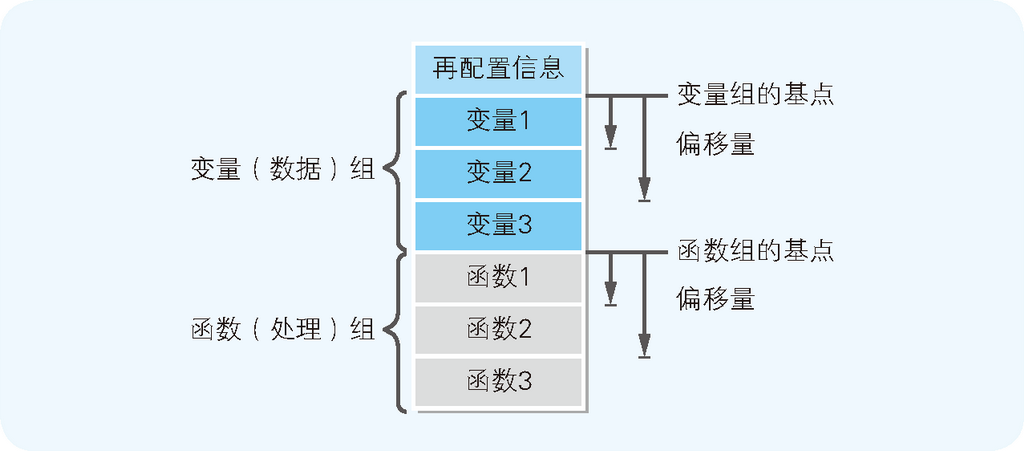 再配置信息
变量1
变量2
变量3
函数1
函数2
函数3
变量（数据）组
函数（处理）组
变量组的基点
偏移量
函数组的基点
偏移量